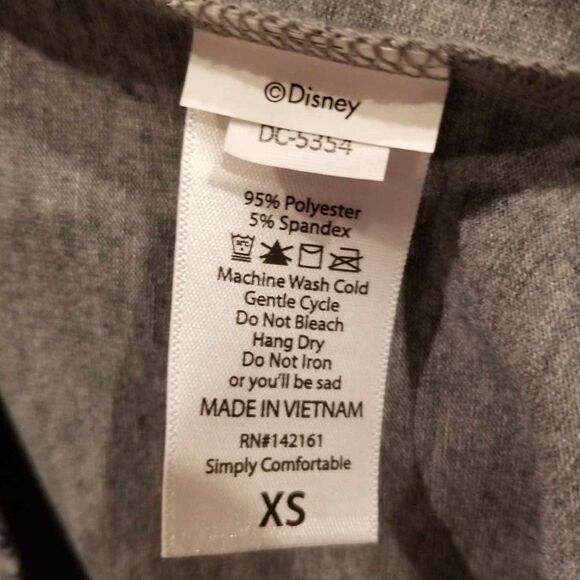 ©Disney
DC-5354
95% Polyester
5% Spandex
Machine Wash Cold
Gentle Cycle
Do Not Bleach
Hang Dry
Do Not Iron
or you'll be sad
MADE IN VIETNAM
RN#142161
Simply Comfortable
XS